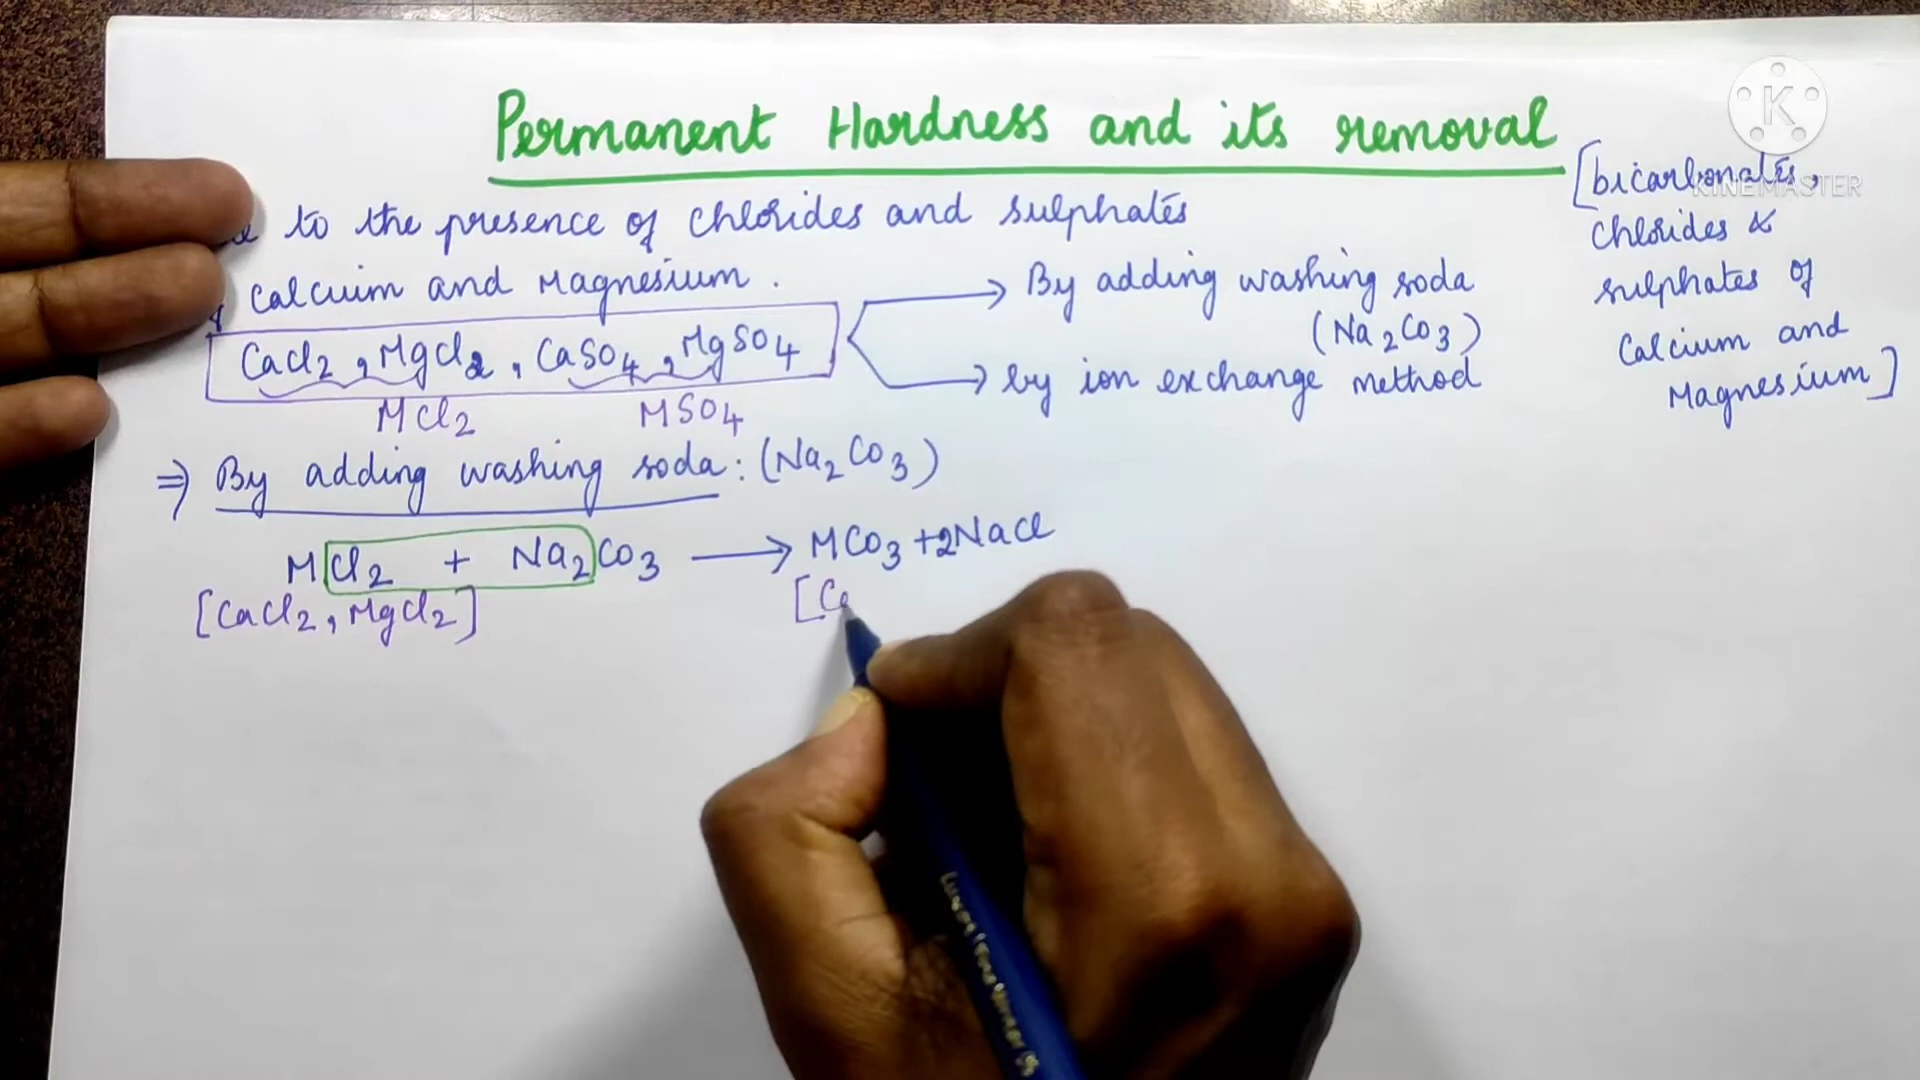 Permanent Hardness and its removal
to the presence of chlorides and sulphates
calcuim and Magnesium.
CaCl2, MgCl2, CaSO4, MgSO4
MCl2 MSO4
By adding washing soda
(Na2Co3)
by ion exchange method
[bicarbonates,
chlorides &
sulphates of
Calcium and
Magnesium]
⇒ By adding washing soda: (Na2Co3)
MCl2 + Na2Co3 → MCo3 + 2NaCl
[CaCl2, MgCl2] [Ca
K
KINEMASTER